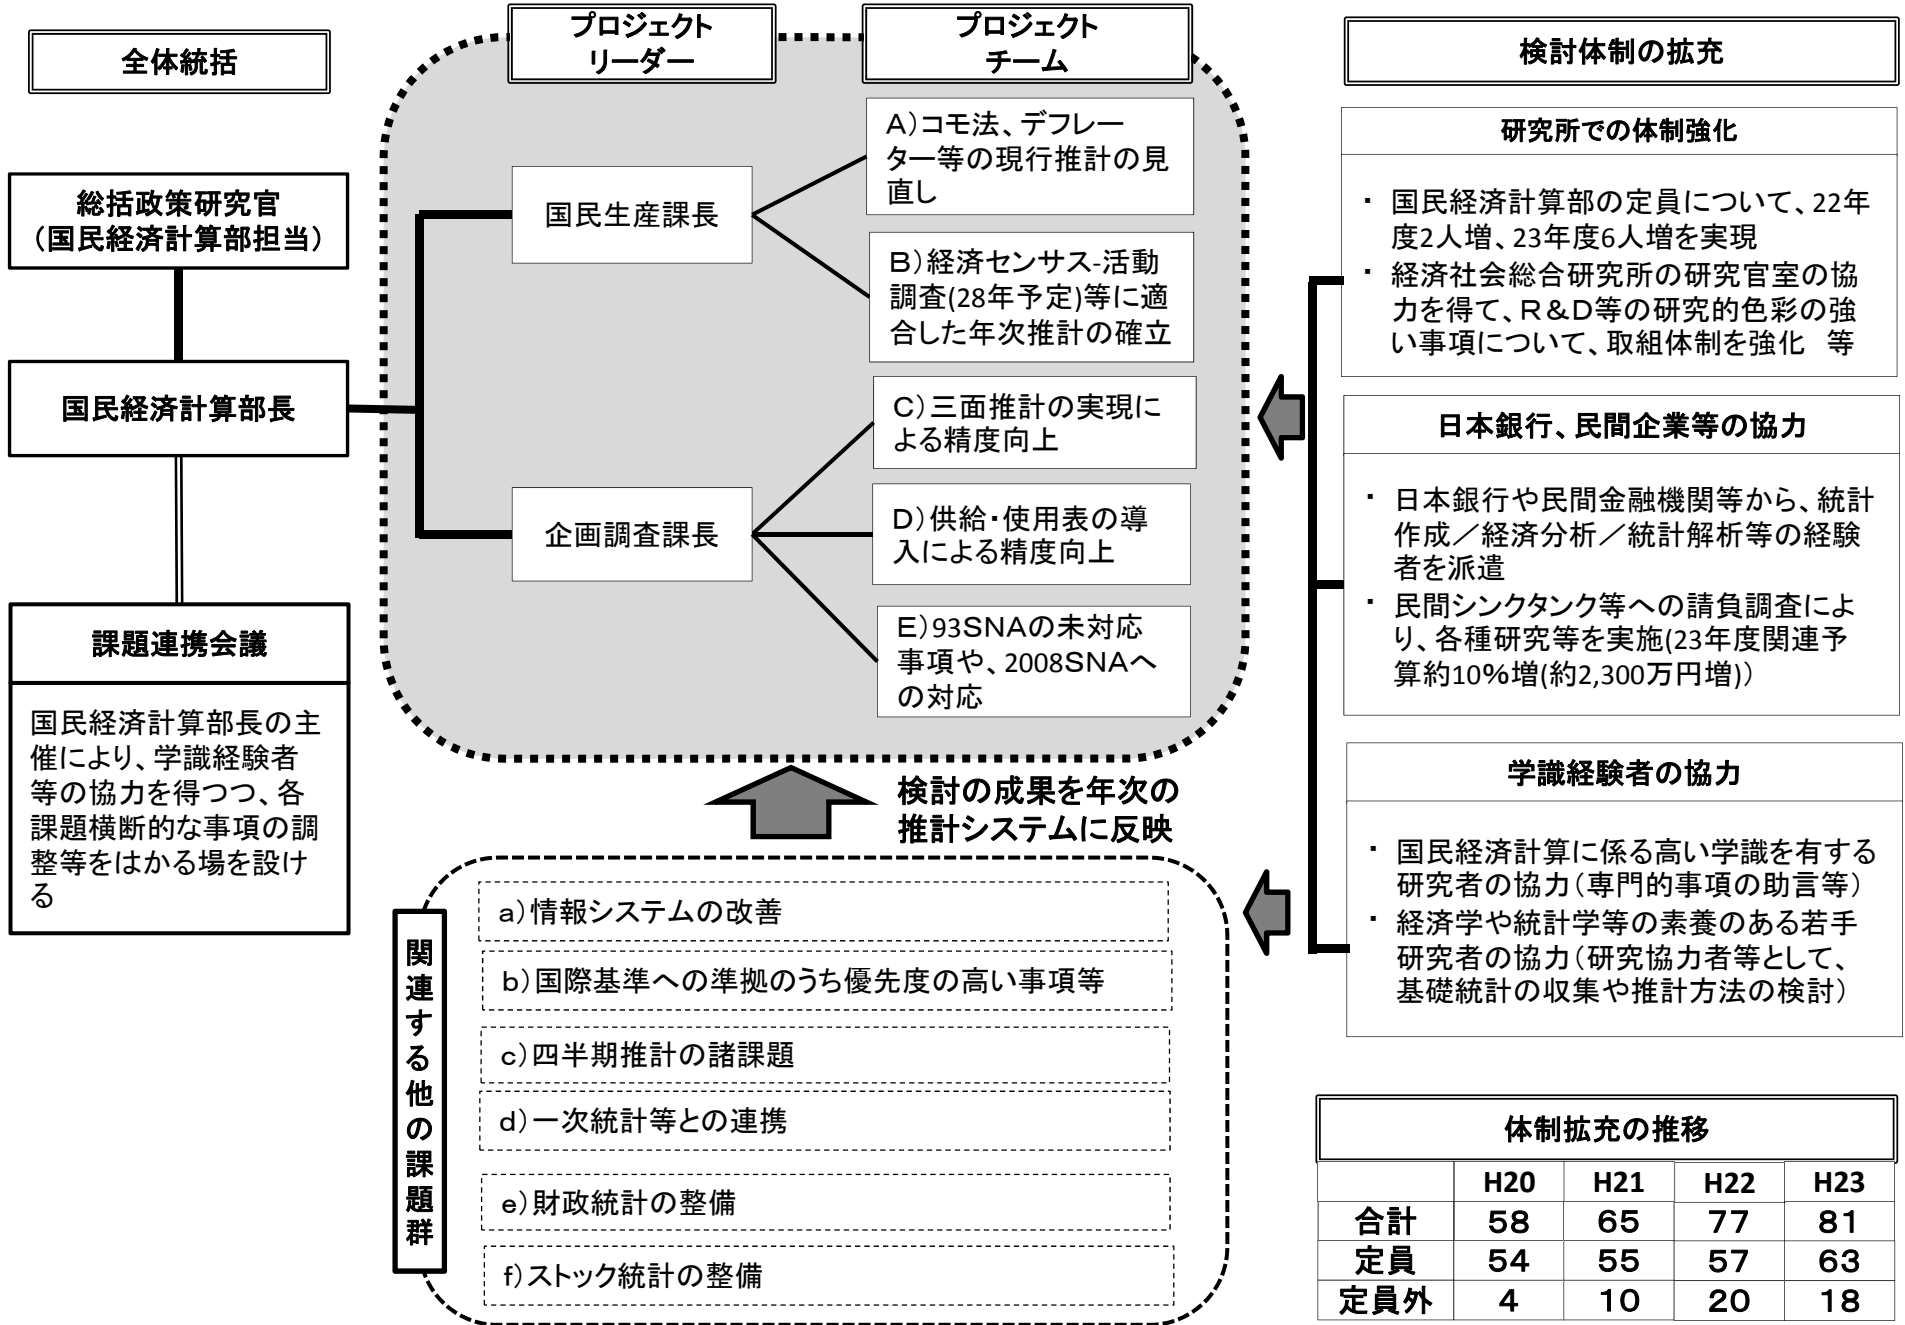 全体統括
総括政策研究官
（国民経済計算部担当）
国民経済計算部長
課題連携会議
国民経済計算部長の主
催により、学識経験者
等の協力を得つつ、各
課題横断的な事項の調
整等をはかる場を設け
る
プロジェクト
リーダー
国民生産課長
企画調査課長
プロジェクト
チーム
A）コモ法、デフレー
ター等の現行推計の見
直し
B）経済センサス-活動
調査(28年予定)等に適
合した年次推計の確立
C）三面推計の実現に
よる精度向上
D）供給・使用表の導
入による精度向上
E）93SNAの未対応
事項や、2008SNAへ
の対応
検討の成果を年次の
推計システムに反映
関連する他の課題群
a）情報システムの改善
b）国際基準への準拠のうち優先度の高い事項等
c）四半期推計の諸課題
d）一次統計等との連携
e）財政統計の整備
f）ストック統計の整備
検討体制の拡充
研究所での体制強化
・ 国民経済計算部の定員について、22年
度2人増、23年度6人増を実現
・ 経済社会総合研究所の研究官室の協
力を得て、R&D等の研究的色彩の強
い事項について、取組体制を強化　等
日本銀行、民間企業等の協力
・ 日本銀行や民間金融機関等から、統計
作成／経済分析／統計解析等の経験
者を派遣
・ 民間シンクタンク等への請負調査によ
り、各種研究等を実施(23年度関連予
算約10%増(約2,300万円増)）
学識経験者の協力
・ 国民経済計算に係る高い学識を有する
研究者の協力（専門的事項の助言等）
・ 経済学や統計学等の素養のある若手
研究者の協力（研究協力者等として、
基礎統計の収集や推計方法の検討）
体制拡充の推移
H20 H21 H22 H23
合計 58 65 77 81
定員 54 55 57 63
定員外 4 10 20 18